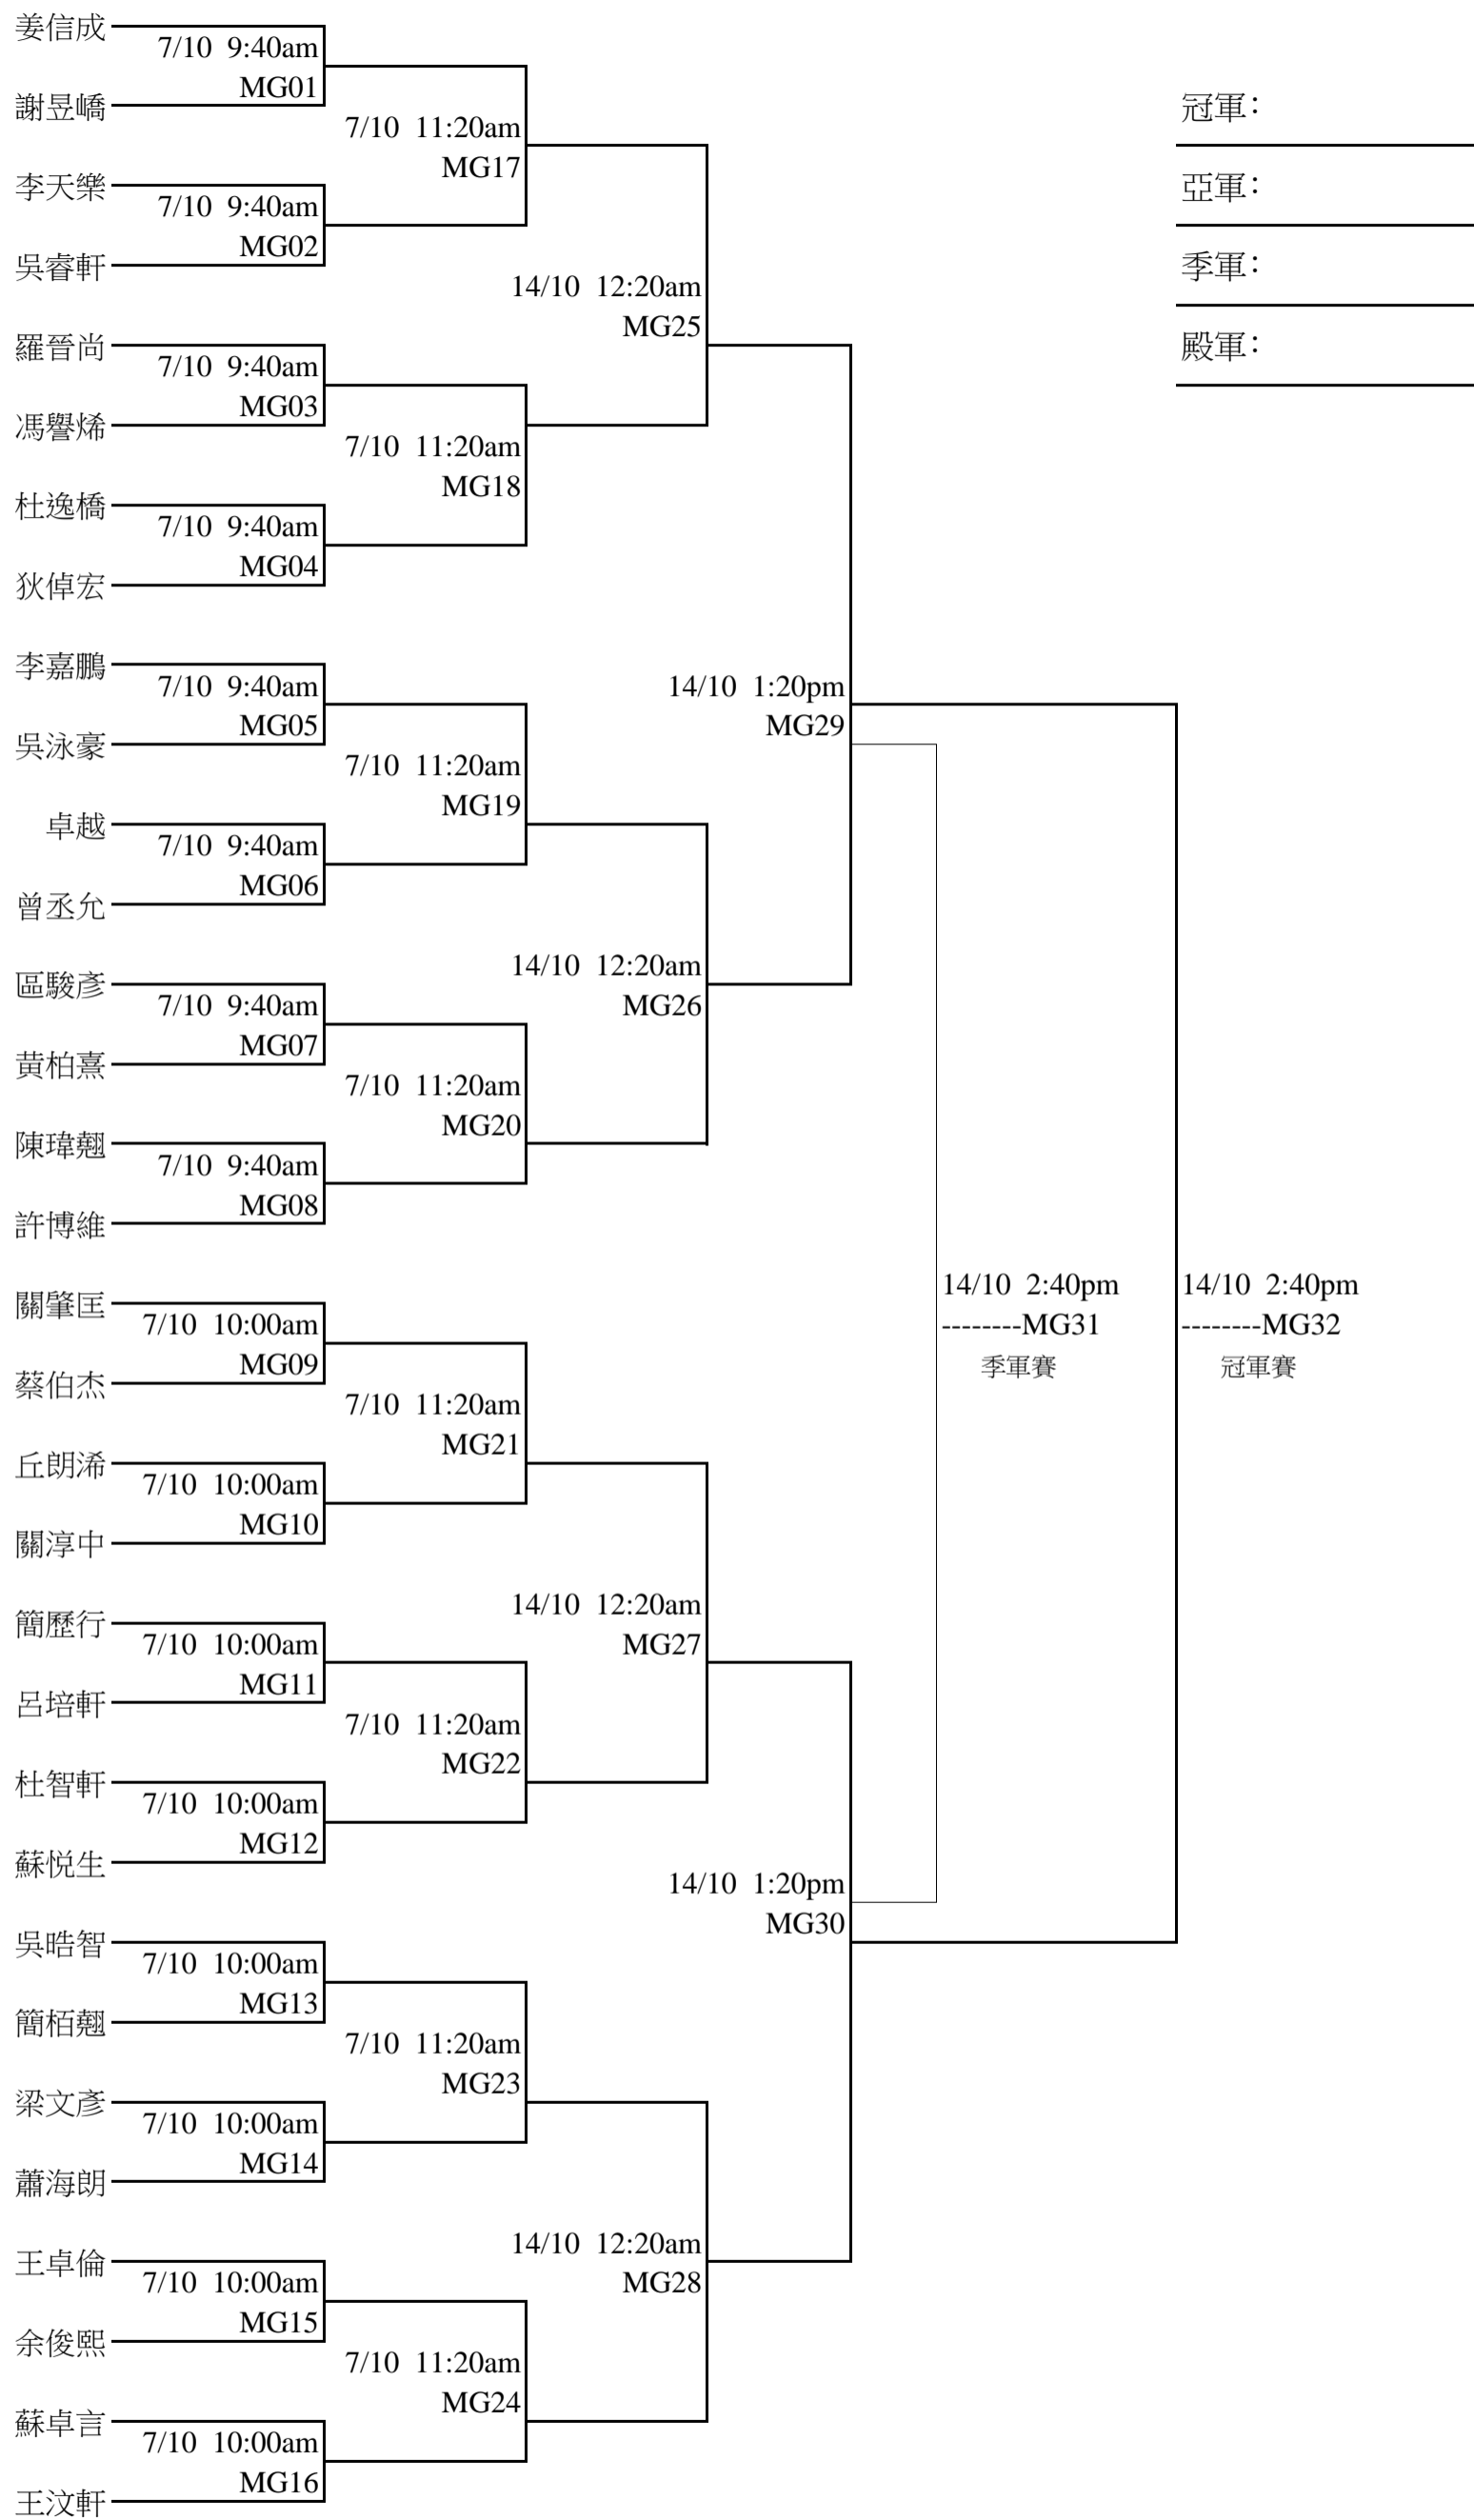 姜信成
7/10 9:40am
MG01
謝昱嶠
7/10 11:20am
MG17
李天樂
7/10 9:40am
MG02
吳睿軒
14/10 12:20am
MG25
羅晉尚
7/10 9:40am
MG03
馮譽烯
7/10 11:20am
MG18
杜逸橋
7/10 9:40am
MG04
狄倬宏
14/10 1:20pm
MG29
李嘉鵬
7/10 9:40am
MG05
吳泳豪
7/10 11:20am
MG19
卓越
7/10 9:40am
MG06
曾丞允
14/10 12:20am
MG26
區駿彥
7/10 9:40am
MG07
黃柏熹
7/10 11:20am
MG20
陳瑋翹
7/10 9:40am
MG08
許博維
14/10 2:40pm
--------MG31
季軍賽
14/10 2:40pm
--------MG32
冠軍賽
關肇匡
7/10 10:00am
MG09
蔡伯杰
7/10 11:20am
MG21
丘朗浠
7/10 10:00am
MG10
關淳中
14/10 12:20am
MG27
簡歷行
7/10 10:00am
MG11
呂培軒
7/10 11:20am
MG22
杜智軒
7/10 10:00am
MG12
蘇悦生
14/10 1:20pm
MG30
吳晧智
7/10 10:00am
MG13
簡栢翹
7/10 11:20am
MG23
梁文彥
7/10 10:00am
MG14
蕭海朗
14/10 12:20am
MG28
王卓倫
7/10 10:00am
MG15
余俊熙
7/10 11:20am
MG24
蘇卓言
7/10 10:00am
MG16
王汶軒
冠軍：
亞軍：
季軍：
殿軍：